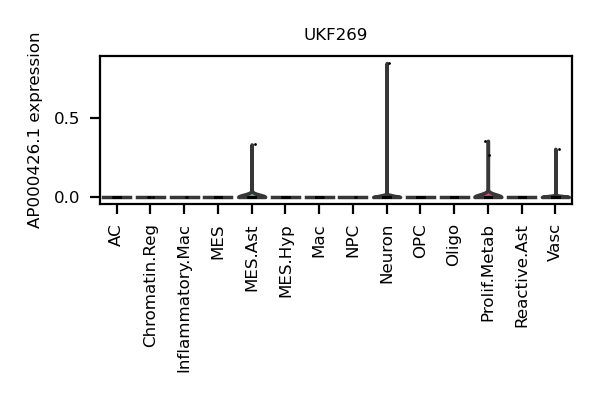 UKF269
AP000426.1 expression
0.5
0.0
AC
Chromatin.Reg
Inflammatory.Mac
MES
MES.Ast
MES.Hyp
Mac
NPC
Neuron
OPC
Oligo
Prolif.Metab
Reactive.Ast
Vasc